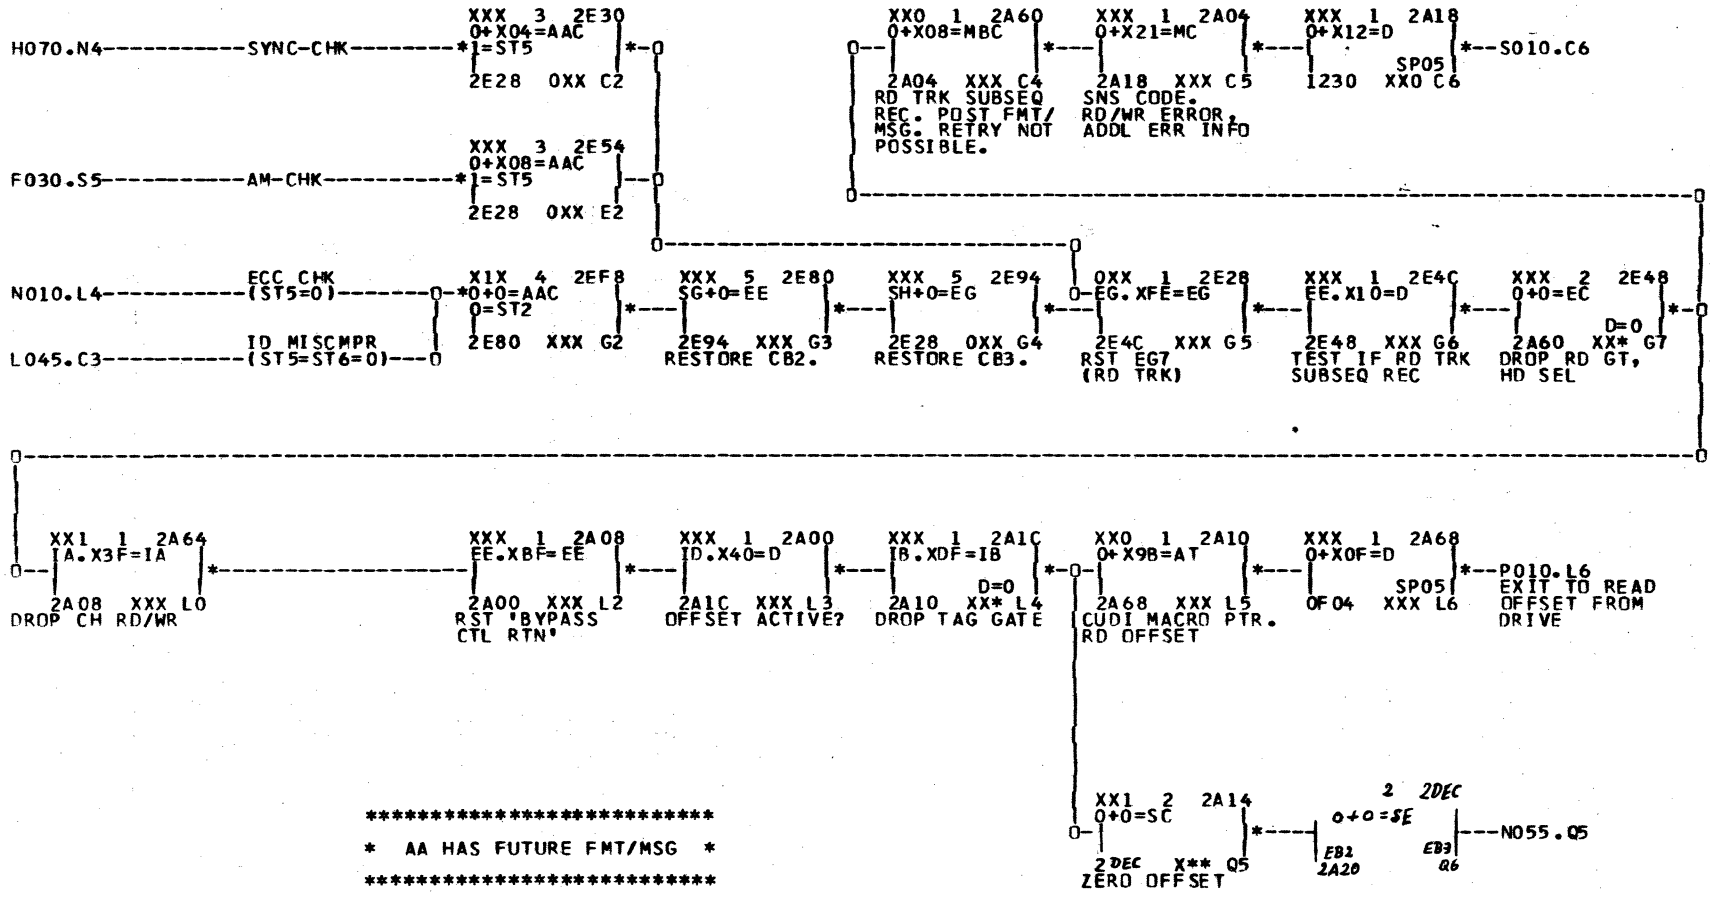 XXX 3 2E30
0+X04=AAC
H070.N4 SYNC-CHK *1=ST5 *
2E28 0XX C2
XX0 1 2A60
0+X08=MBC
*
2A04 XXX C4
RD TRK SUBSEQ
REC. POST FMT/
MSG. RETRY NOT
POSSIBLE.
XXX 1 2A04
0+X21=MC
*
2A18 XXX C5
SNS CODE.
RD/WR ERROR,
ADDL ERR INFO
XXX 1 2A18
0+X12=D
*--S010.C6
SP05
1230 XX0 C6
XXX 3 2E54
0+X08=AAC
F030.S5 AM-CHK *1=ST5
2E28 0XX E2
ECC CHK
N010.L4 (ST5=0)
ID MISCMPR
L045.C3 (ST5=ST6=0)
X1X 4 2EF8
*0+0=AAC
0=ST2 *
2E80 XXX G2
XXX 5 2E80
SG+0=EE
*
2E94 XXX G3
RESTORE CB2.
XXX 5 2E94
SH+0=EG
*
2E28 0XX G4
RESTORE CB3.
0XX 1 2E28
EG.XFE=EG
*
2E4C XXX G5
RST EG7
(RD TRK)
XXX 1 2E4C
EE.X10=D
*
2E48 XXX G6
TEST IF RD TRK
SUBSEQ REC
XXX 2 2E48
0+0=EC
*
D=0
2A60 XX* G7
DROP RD GT,
HD SEL
XX1 1 2A64
IA.X3F=IA
*
2A08 XXX L0
DROP CH RD/WR
XXX 1 2A08
EE.XBF=EE
*
2A00 XXX L2
RST 'BYPASS
CTL RTN'
XXX 1 2A00
ID.X40=D
*
2A1C XXX L3
OFFSET ACTIVE?
XXX 1 2A1C
IB.XDF=IB
*
D=0
2A10 XX* L4
DROP TAG GATE
XX0 1 2A10
0+X9B=AT
*
2A68 XXX L5
CUDI MACRO PTR.
RD OFFSET
XXX 1 2A68
0+X0F=D
*--P010.L6
SP05
0F04 XXX L6
EXIT TO READ
OFFSET FROM
DRIVE
XX1 2 2A14
0+0=SC
*
2DEC X** Q5
ZERO OFFSET
2 2DEC
0+0=SE
N055.Q5
EB2 EB3
2A20 Q6
**************************
* AA HAS FUTURE FMT/MSG *
**************************